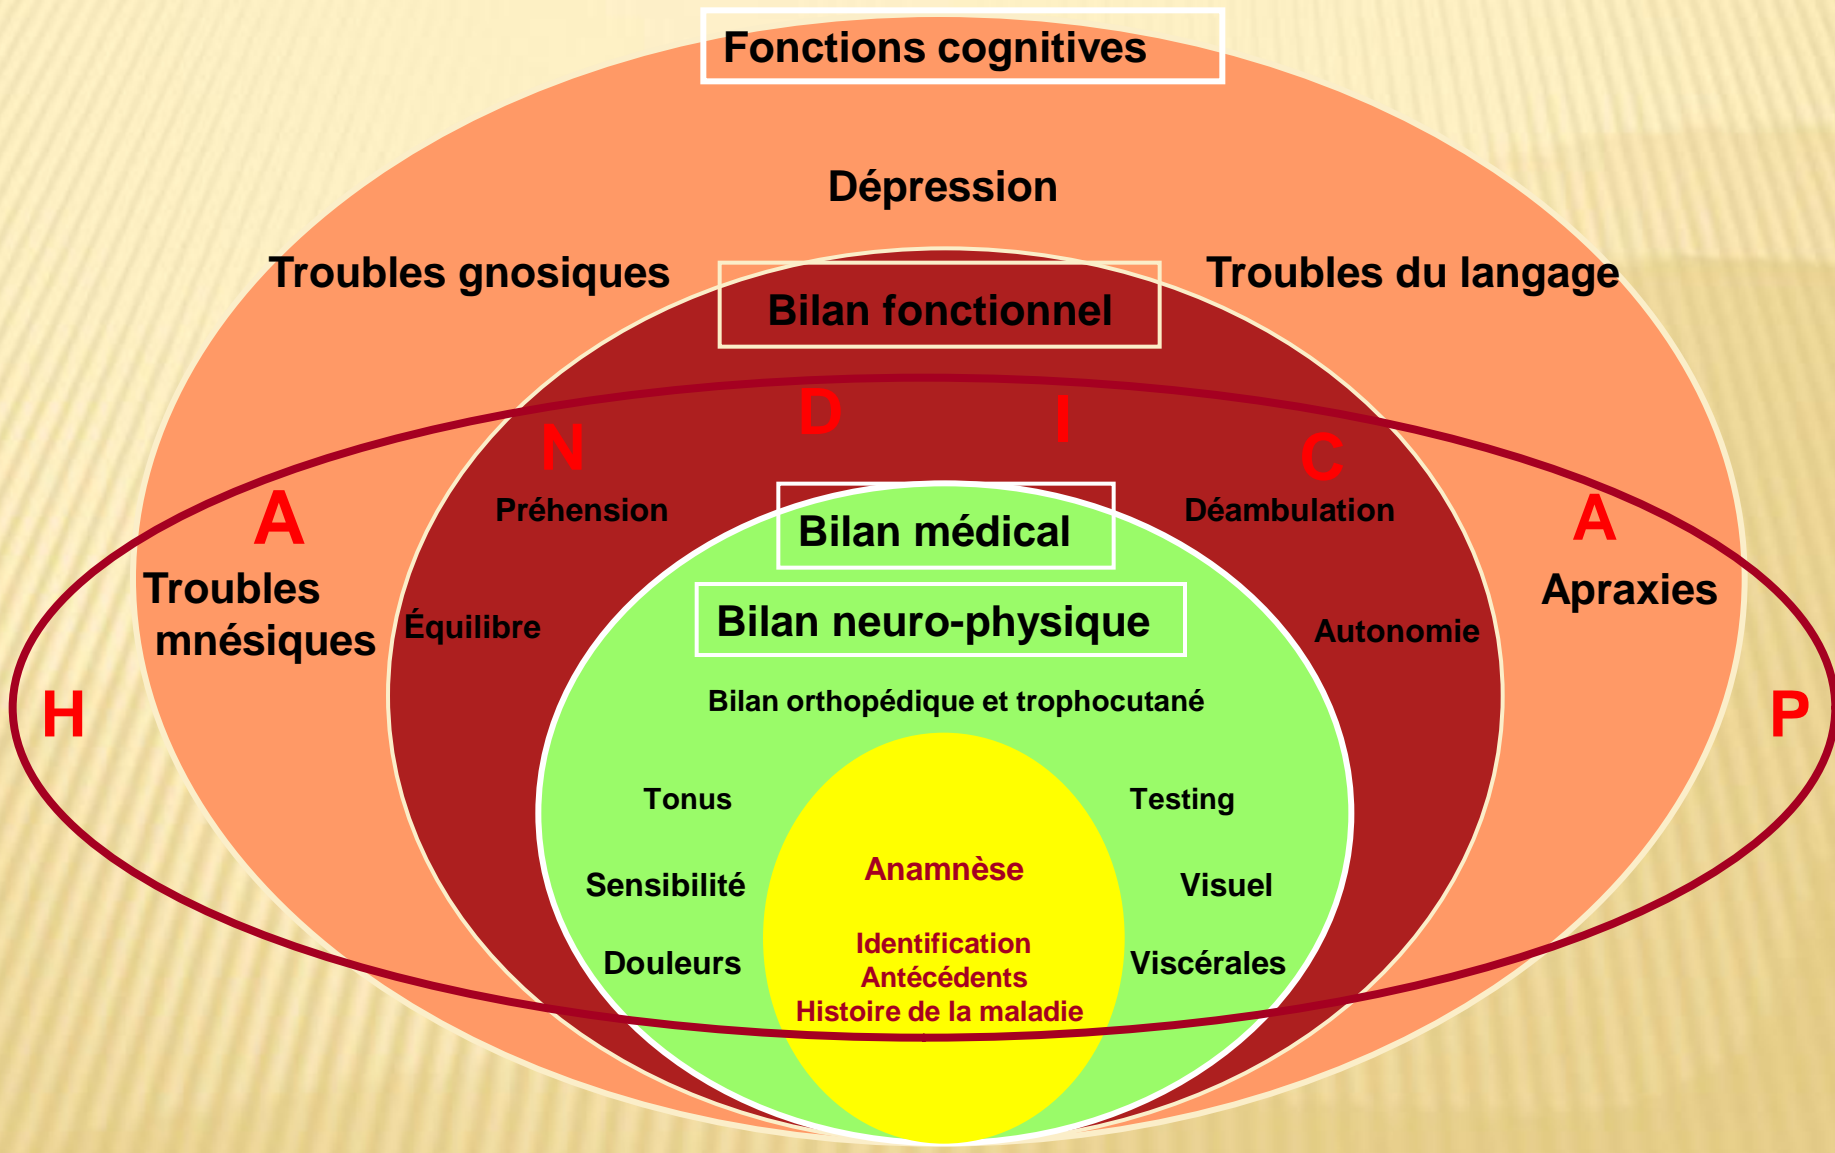 Fonctions cognitives
Dépression
Troubles gnosiques
Troubles du langage
Bilan fonctionnel
H A N D I C A P
Préhension
Déambulation
Bilan médical
Troubles
mnésiques
Apraxies
Équilibre
Bilan neuro-physique
Autonomie
Bilan orthopédique et trophocutané
Tonus
Testing
Anamnèse
Sensibilité
Visuel
Identification
Douleurs
Viscérales
Antécédents
Histoire de la maladie